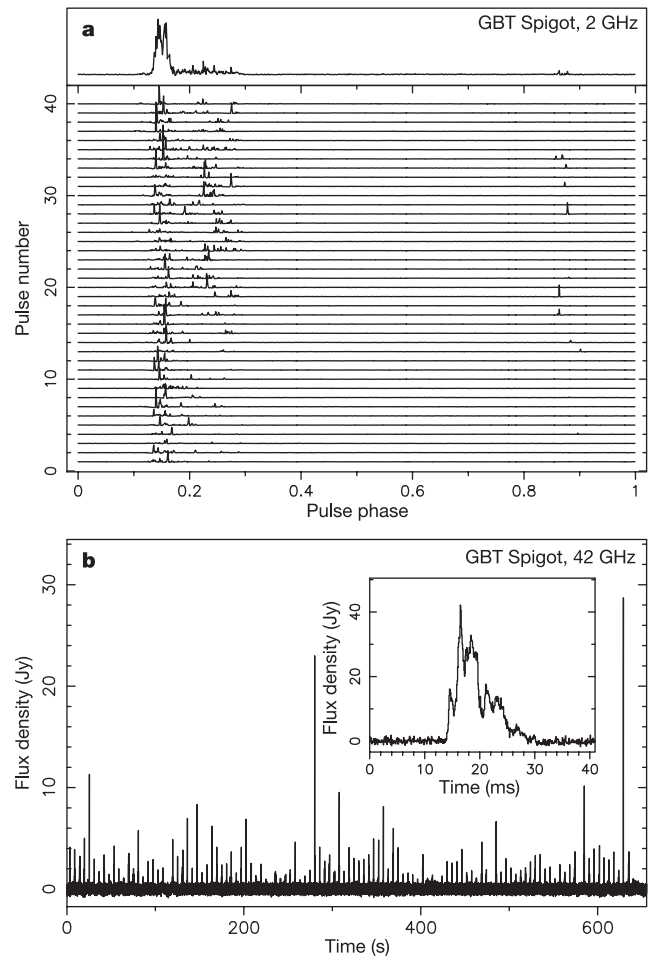 a
GBT Spigot, 2 GHz
40
30
20
10
0
Pulse number
0 0.2 0.4 0.6 0.8 1
Pulse phase
b
GBT Spigot, 42 GHz
30
20
10
0
Flux density (Jy)
40
20
0
Flux density (Jy)
0 10 20 30 40
Time (ms)
0 200 400 600
Time (s)